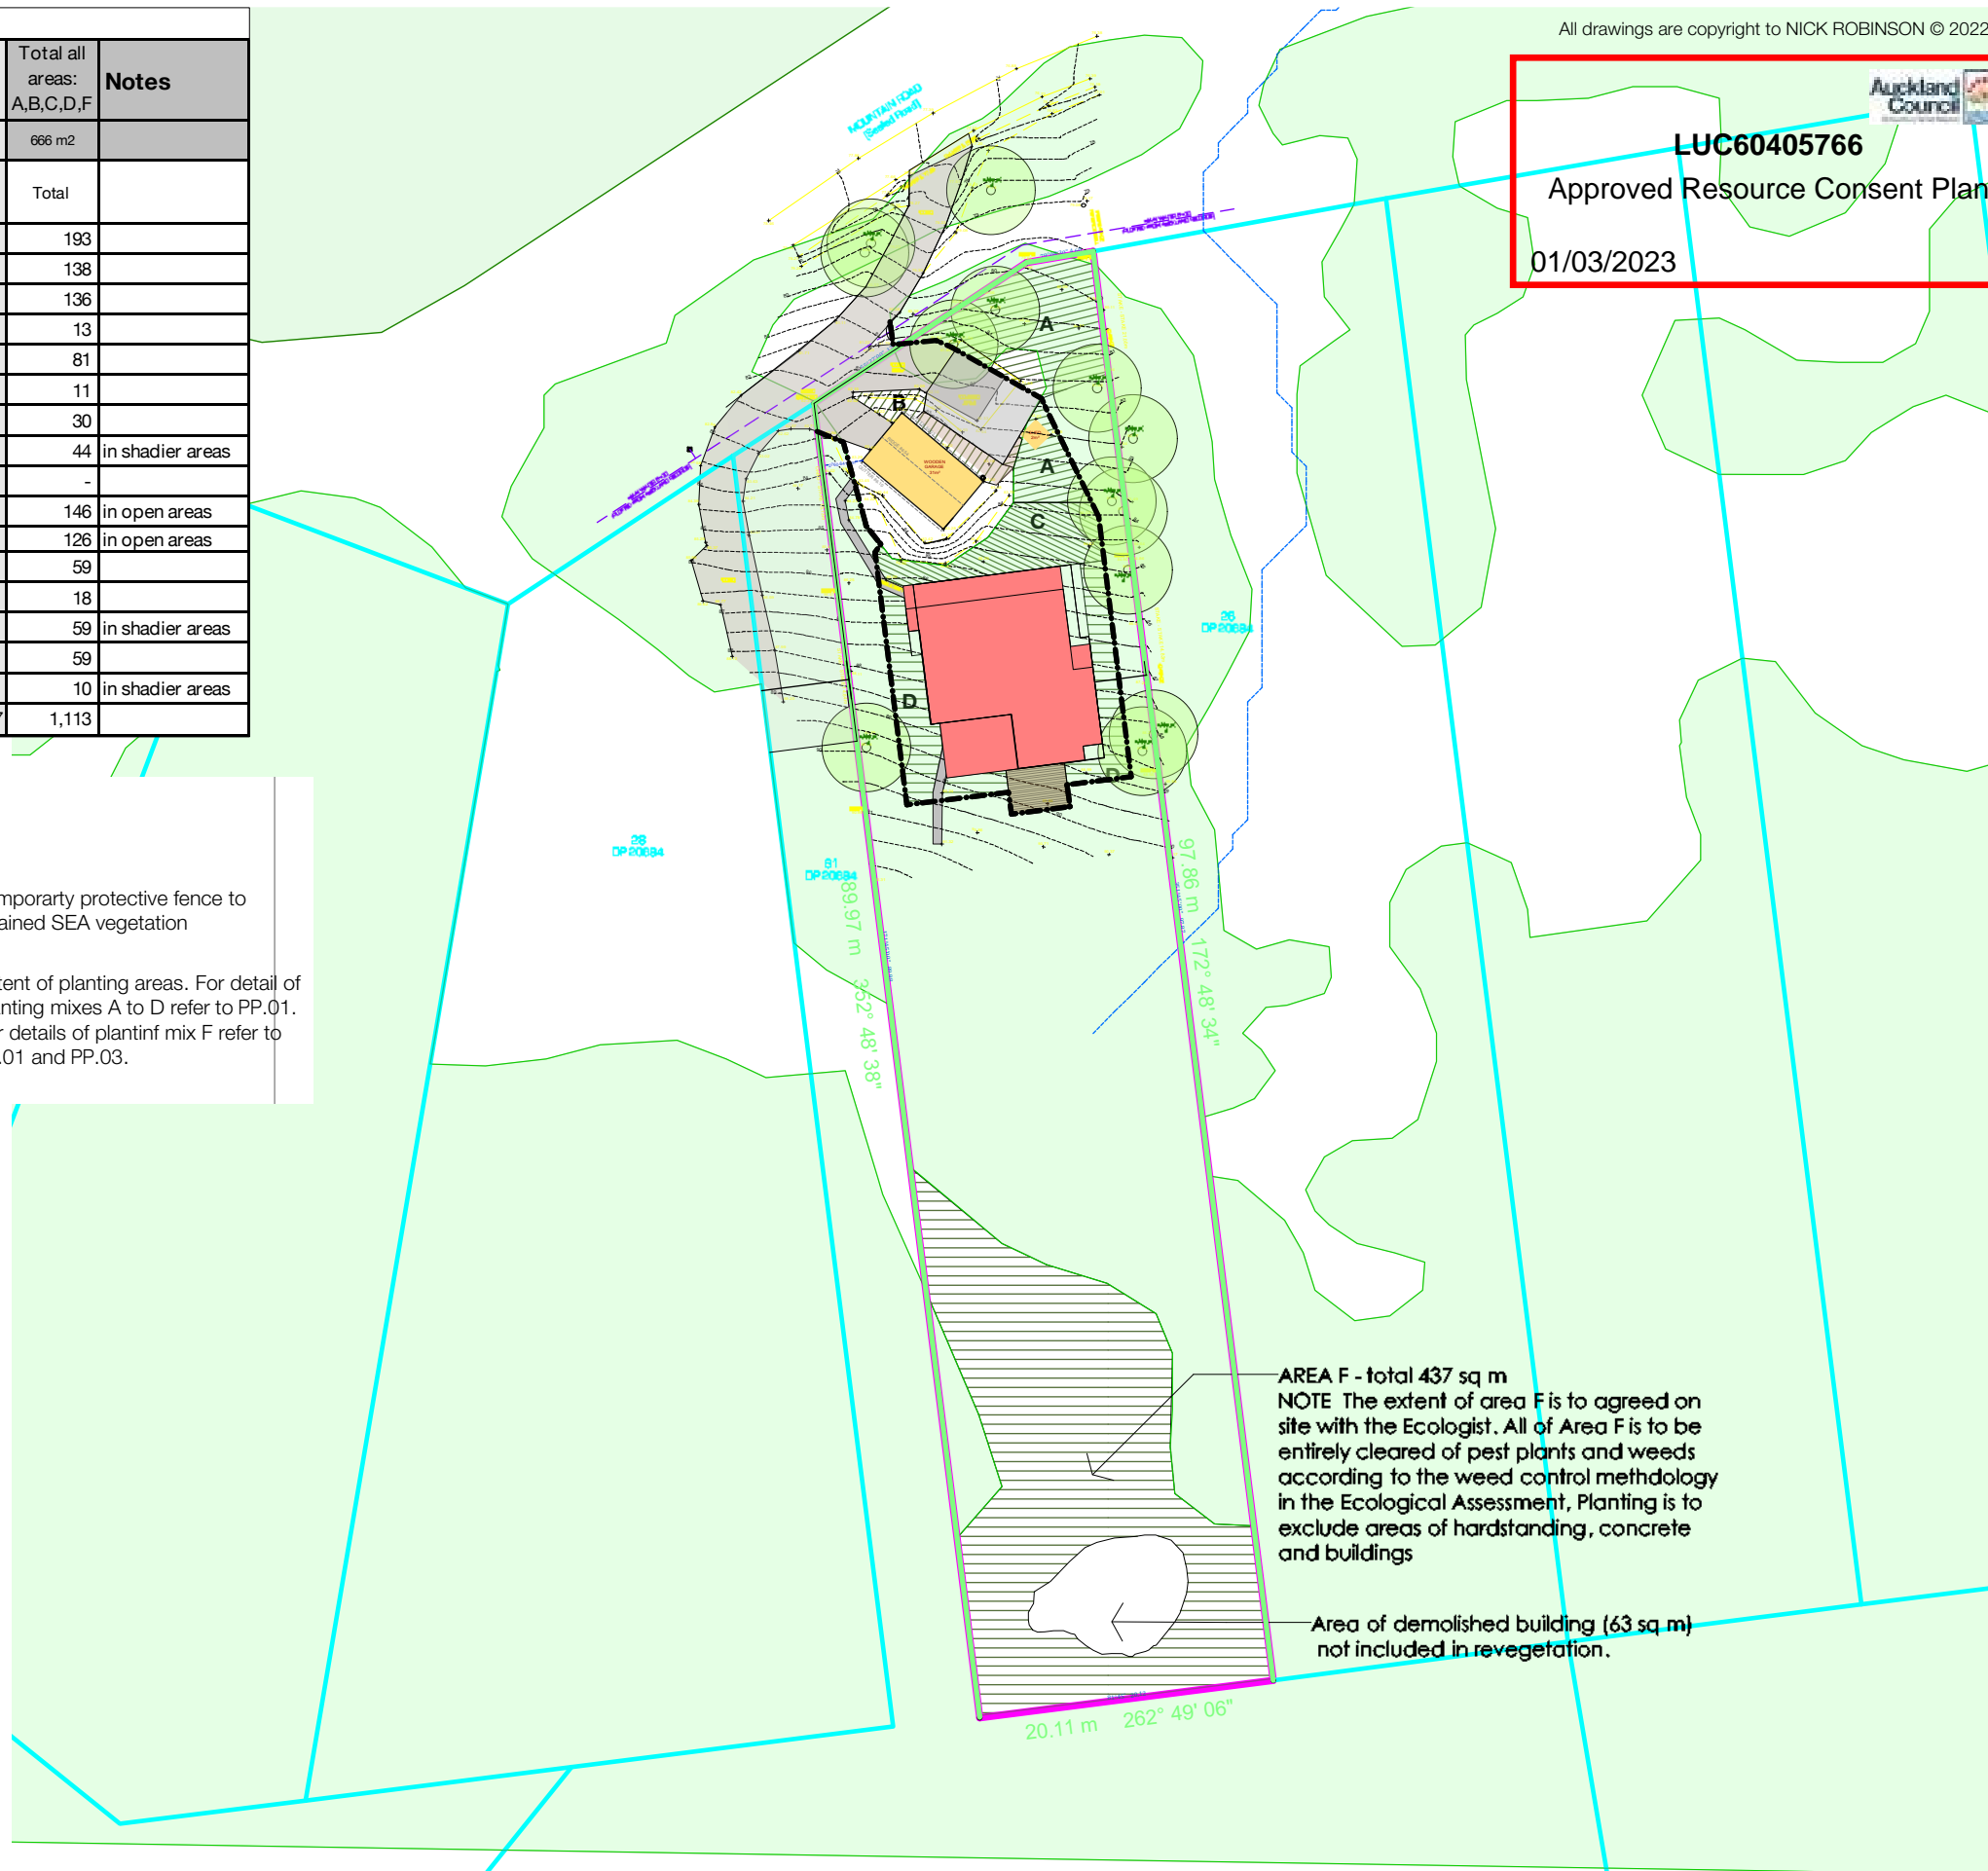 All drawings are copyright to NICK ROBINSON © 2022
Auckland
Council
LUC60405766
Approved Resource Consent Plan
01/03/2023
Total all
areas:
A,B,C,D,F
Notes
666 m2
Total
193
138
136
13
81
11
30
44 in shadier areas
-
146 in open areas
126 in open areas
59
18
59 in shadier areas
59
10 in shadier areas
1,113
mporarty protective fence to
ained SEA vegetation
tent of planting areas. For detail of
anting mixes A to D refer to PP.01.
r details of plantinf mix F refer to
.01 and PP.03.
MOUNTAIN ROAD
(Sealed Road)
A
B
WOODEN
GARAGE
A
C
D
D
26
DP 20684
28
DP 20684
81
DP 20684
89.97 m 352° 48' 38"
97.86 m 172° 48' 34"
AREA F - total 437 sq m
NOTE The extent of area F is to agreed on
site with the Ecologist. All of Area F is to be
entirely cleared of pest plants and weeds
according to the weed control methdology
in the Ecological Assessment, Planting is to
exclude areas of hardstanding, concrete
and buildings
Area of demolished building (63 sq m)
not included in revegetation.
20.11 m 262° 49' 06"